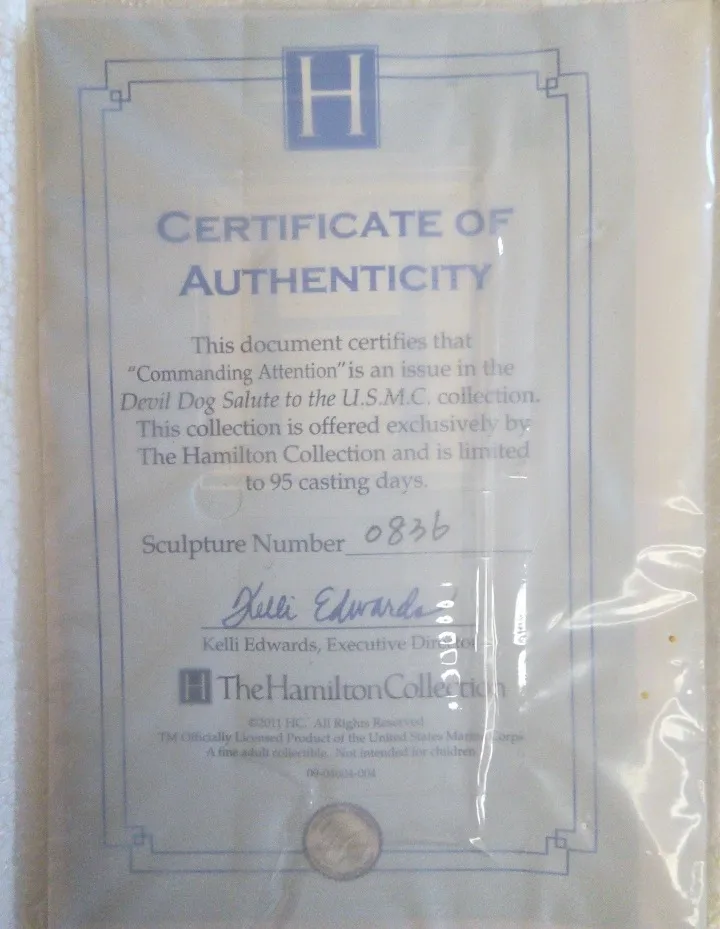 H
CERTIFICATE OF
AUTHENTICITY
This document certifies that
“Commanding Attention” is an issue in the
Devil Dog Salute to the U.S.M.C. collection.
This collection is offered exclusively by
The Hamilton Collection and is limited
to 95 casting days.
Sculpture Number 0836
Kelli Edwards
Kelli Edwards, Executive Director
H The Hamilton Collection
©2011 HC. All Rights Reserved
TM Officially Licensed Product of the United States Marine Corps
A fine adult collectible. Not intended for children.